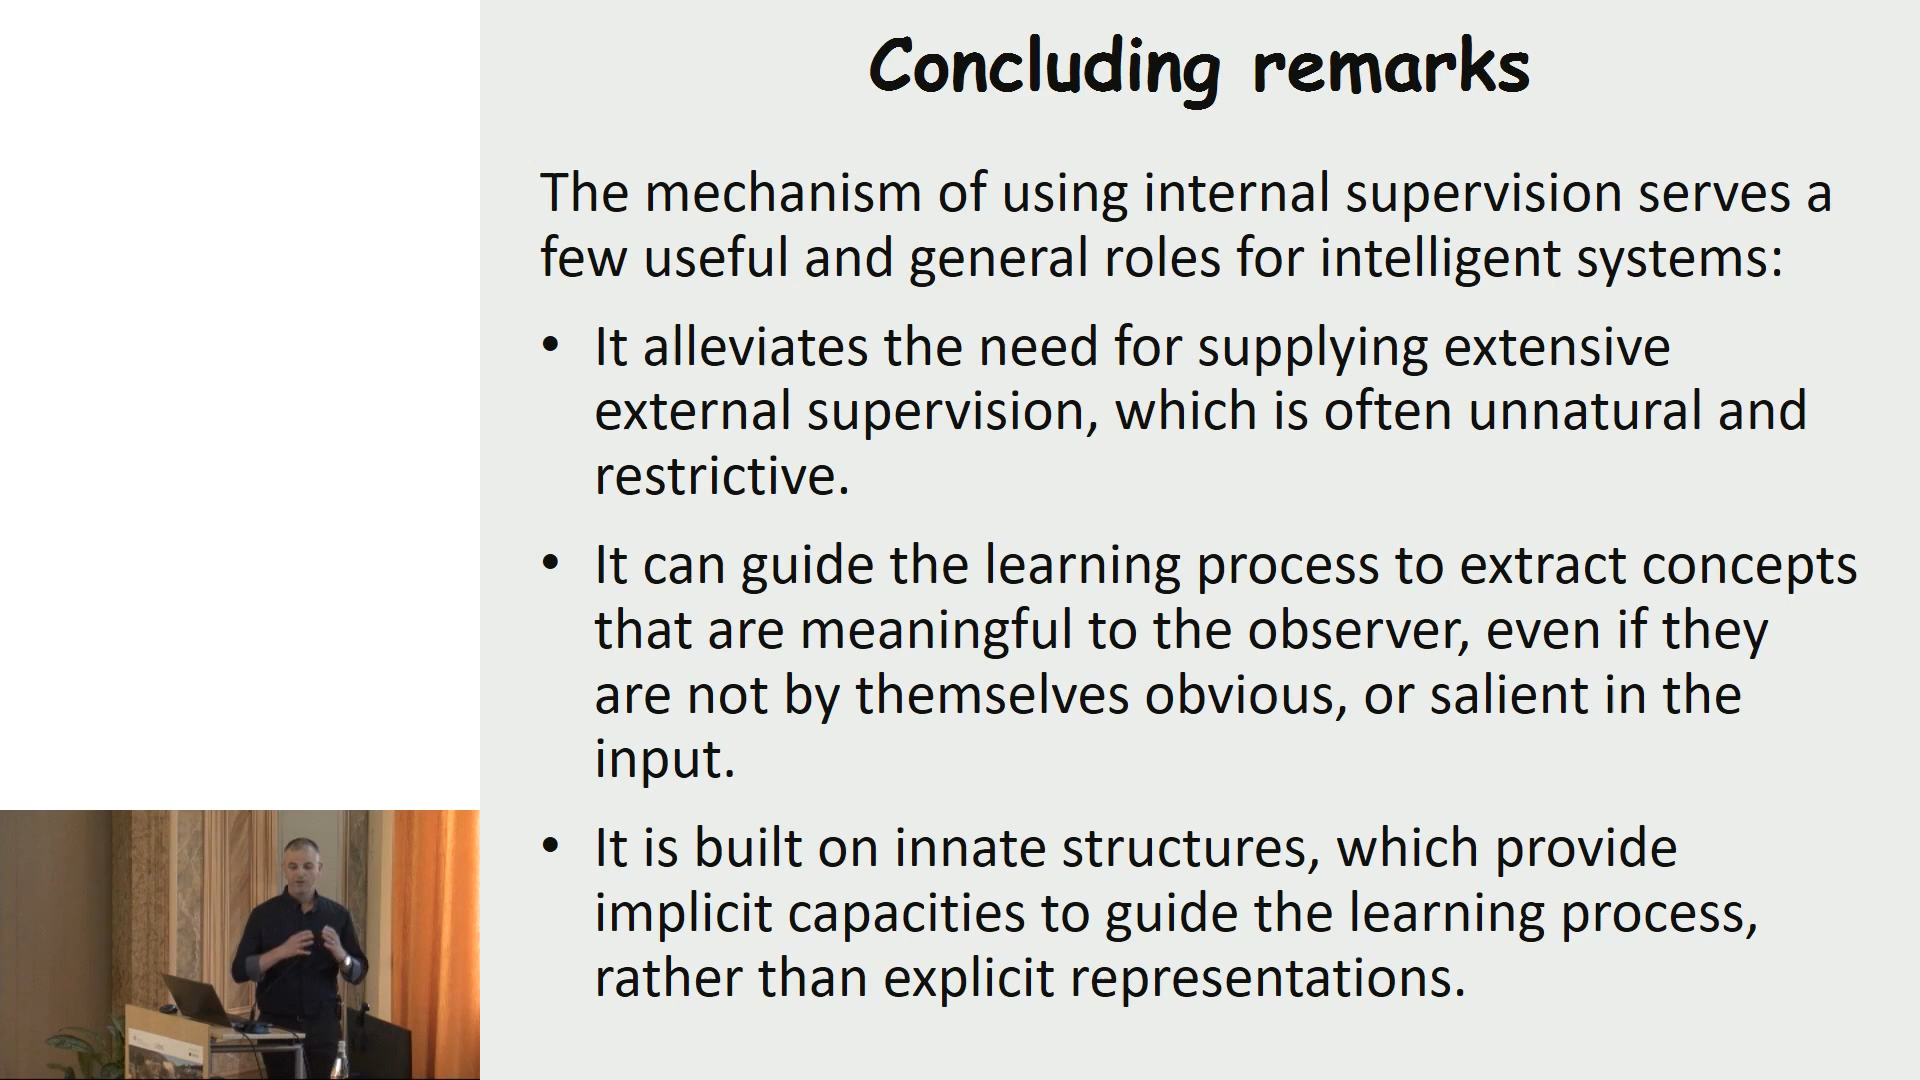 Concluding remarks
The mechanism of using internal supervision serves a
few useful and general roles for intelligent systems:
• It alleviates the need for supplying extensive
external supervision, which is often unnatural and
restrictive.
• It can guide the learning process to extract concepts
that are meaningful to the observer, even if they
are not by themselves obvious, or salient in the
input.
• It is built on innate structures, which provide
implicit capacities to guide the learning process,
rather than explicit representations.